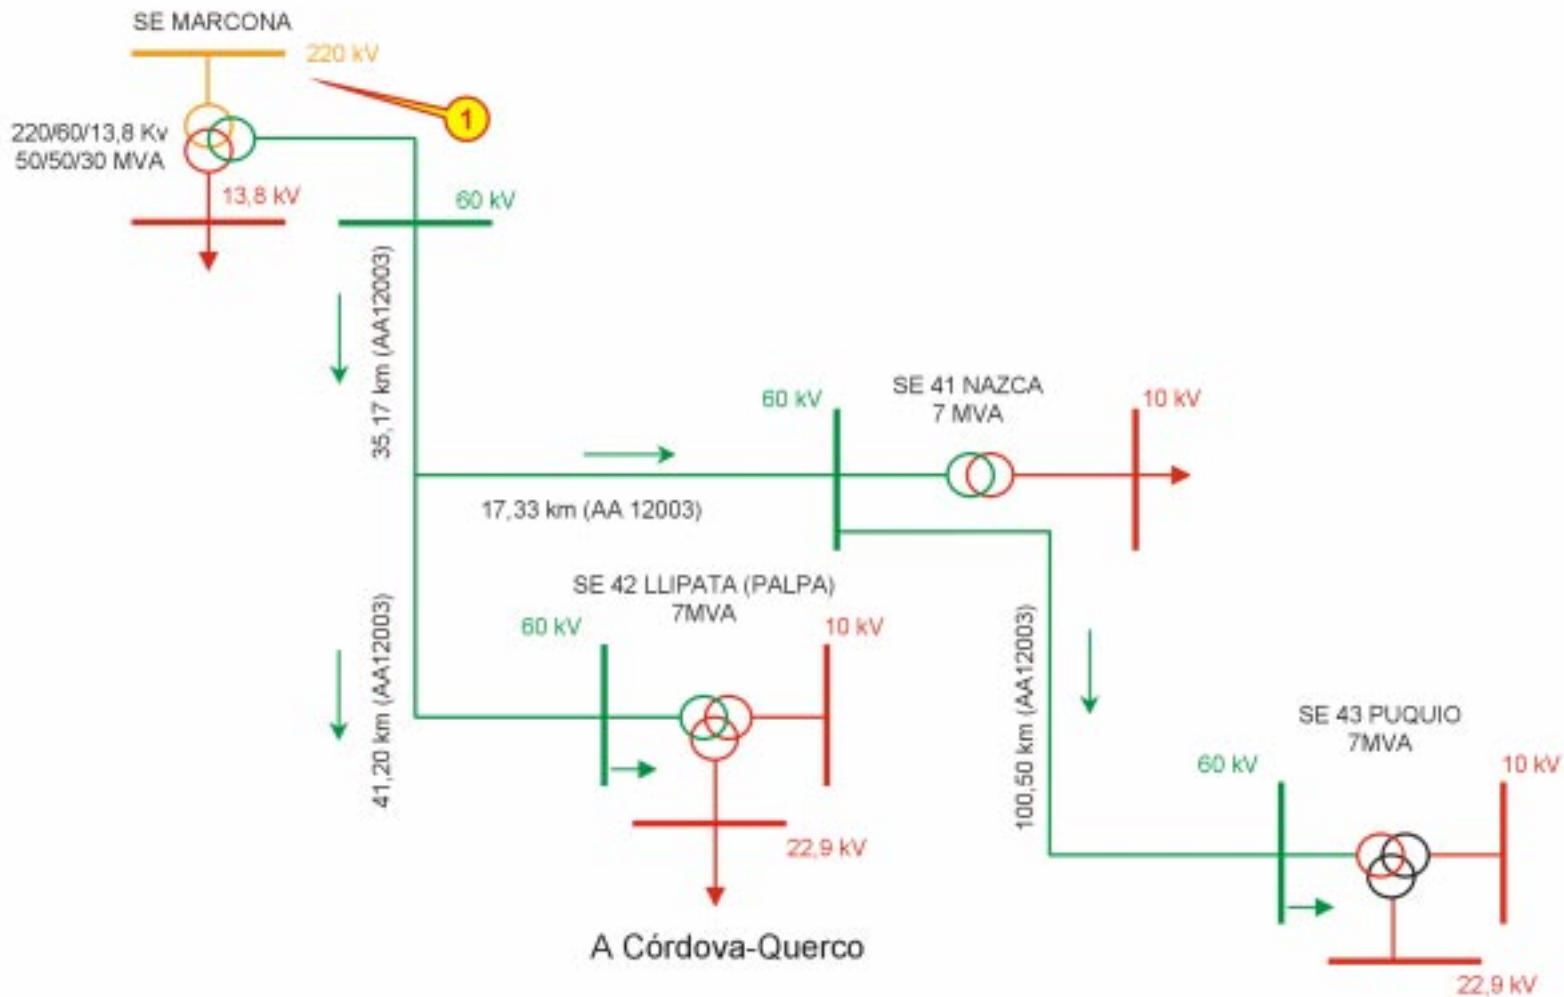 SE MARCONA
220 kV
1
220/60/13,8 Kv
50/50/30 MVA
13,8 kV
60 kV
35,17 km (AA12003)
60 kV
SE 41 NAZCA
7 MVA
10 kV
17,33 km (AA 12003)
SE 42 LLIPATA (PALPA)
7MVA
60 kV
10 kV
41,20 km (AA12003)
100,50 km (AA12003)
22,9 kV
A Córdova-Querco
SE 43 PUQUIO
7MVA
60 kV
10 kV
22,9 kV